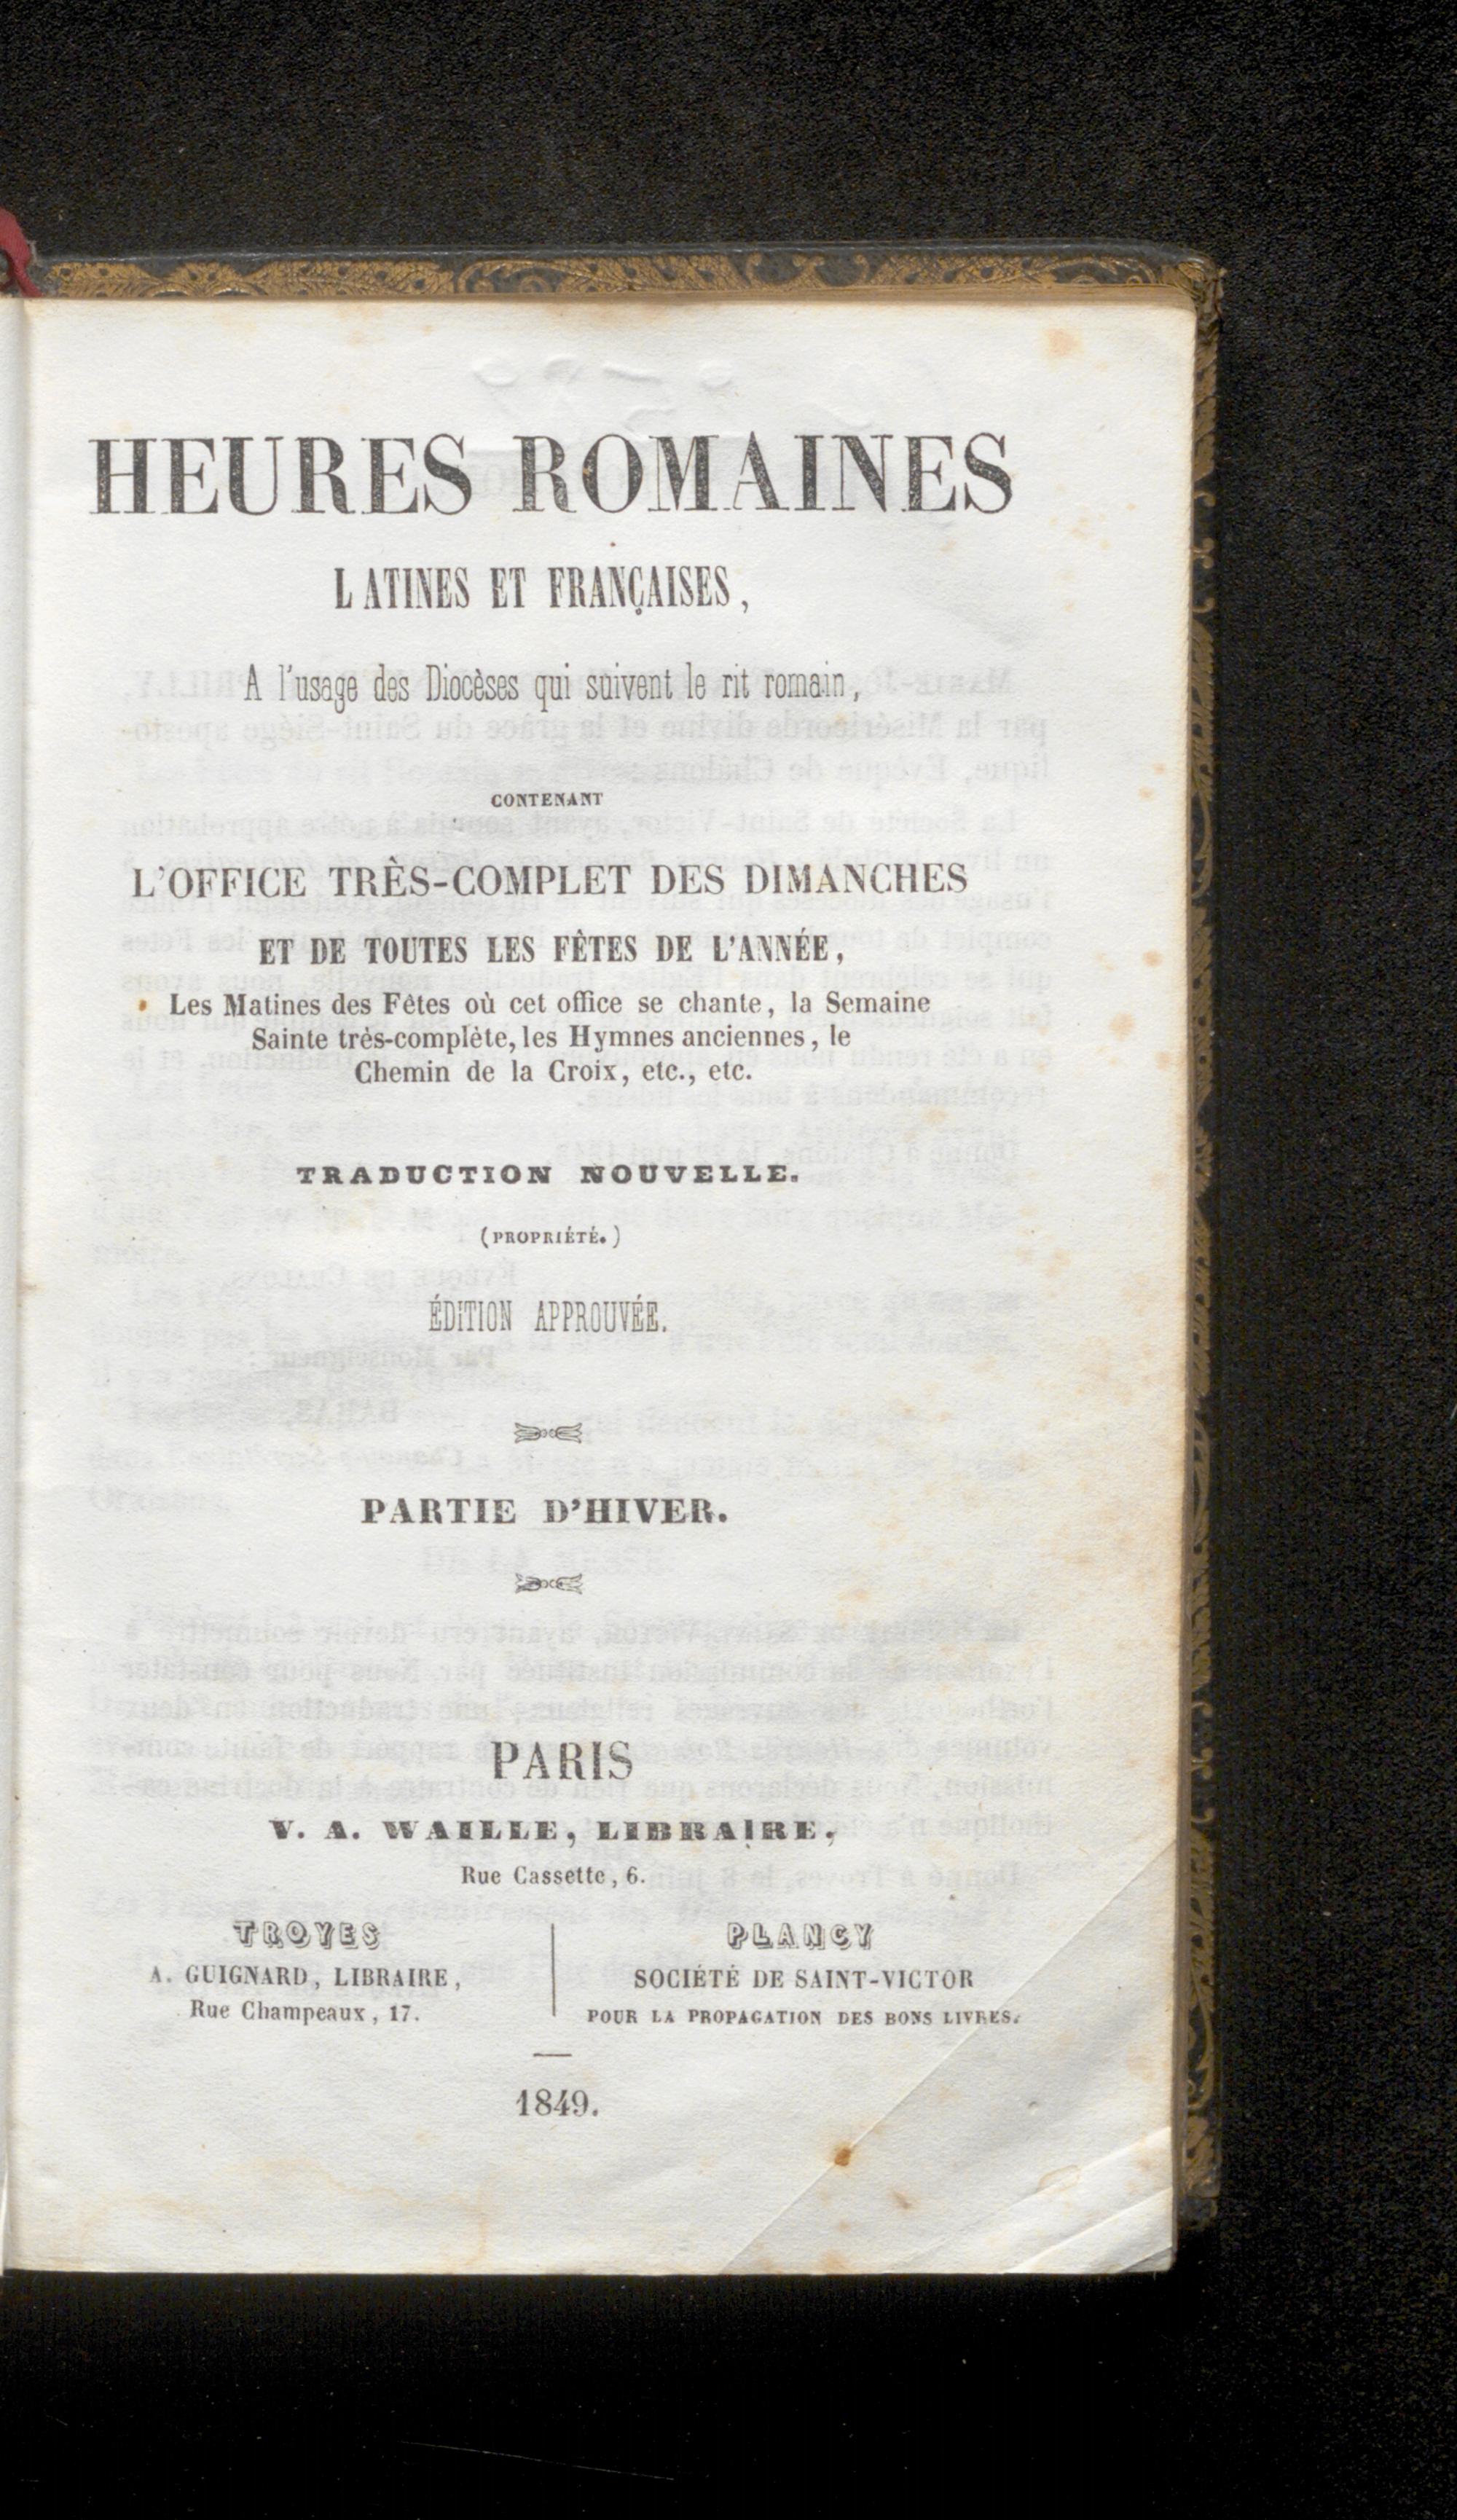 HEURES ROMAINES
LATINES ET FRANÇAISES,
A l'usage des Diocèses qui suivent le rit romain,
CONTENANT
L'OFFICE TRÈS-COMPLET DES DIMANCHES
ET DE TOUTES LES FÊTES DE L'ANNÉE,
Les Matines des Fêtes où cet office se chante, la Semaine
Sainte très-complète, les Hymnes anciennes, le
Chemin de la Croix, etc., etc.
TRADUCTION NOUVELLE.
(PROPRIÉTÉ.)
ÉDITION APPROUVÉE.
PARTIE D'HIVER.
PARIS
V. A. WAILLE, LIBRAIRE,
Rue Cassette, 6.
TROYES
A. GUIGNARD, LIBRAIRE,
Rue Champeaux, 17.
PLANCY
SOCIÉTÉ DE SAINT-VICTOR
POUR LA PROPAGATION DES BONS LIVRES.
1849.